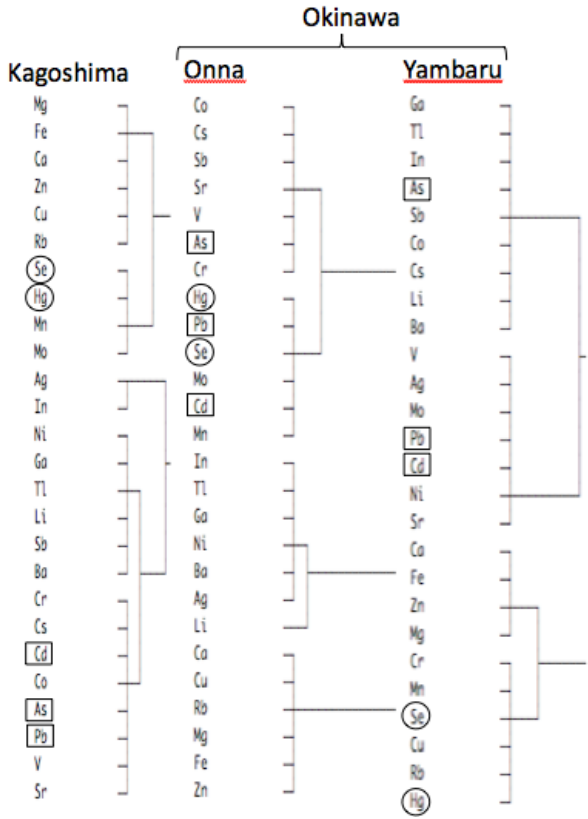 Okinawa
Kagoshima
Mg
Fe
Ca
Zn
Cu
Rb
Se
Hg
Mn
Mo
Ag
In
Ni
Ga
Tl
Li
Sb
Ba
Cr
Cs
Cd
Co
As
Pb
V
Sr
Onna
Co
Cs
Sb
Sr
V
As
Cr
Hg
Pb
Se
Mo
Cd
Mn
In
Tl
Ga
Ni
Ba
Ag
Li
Ca
Cu
Rb
Mg
Fe
Zn
Yambaru
Ga
Tl
In
As
Sb
Co
Cs
Li
Ba
V
Ag
Mo
Pb
Cd
Ni
Sr
Ca
Fe
Zn
Mg
Cr
Mn
Se
Cu
Rb
Hg